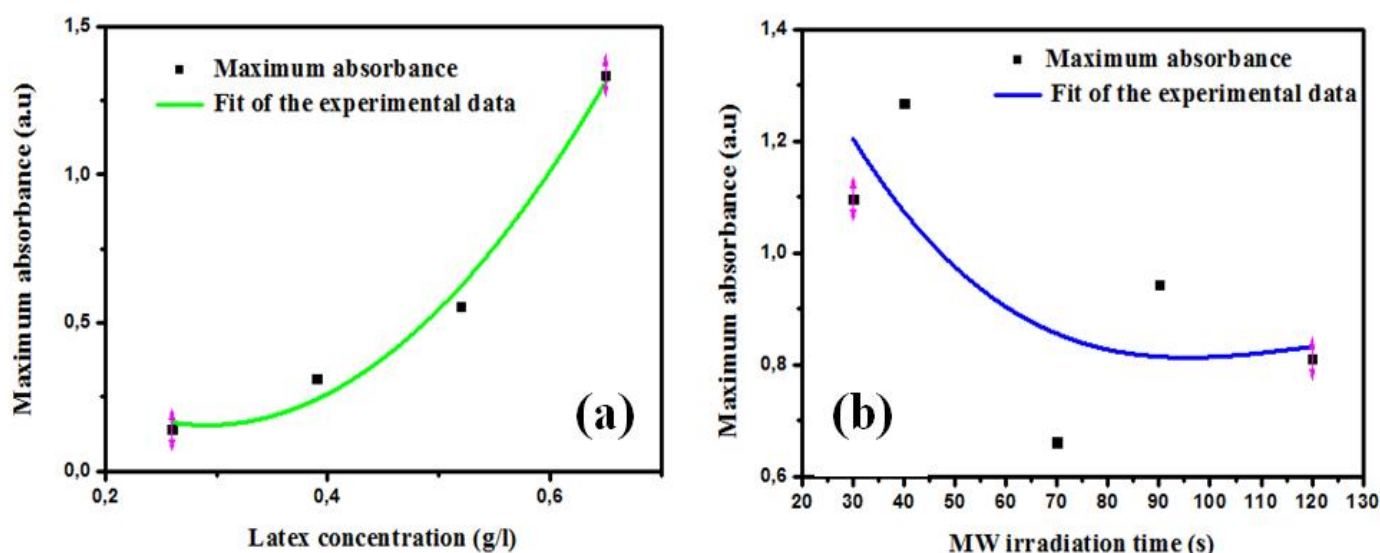 1,5
1,0
0,5
0,0
Maximum absorbance (a.u)
Maximum absorbance
Fit of the experimental data
(a)
0,2 0,4 0,6
Latex concentration (g/l)
1,4
1,2
1,0
0,8
0,6
Maximum absorbance (a.u)
Maximum absorbance
Fit of the experimental data
(b)
20 30 40 50 60 70 80 90 100 110 120 130
MW irradiation time (s)